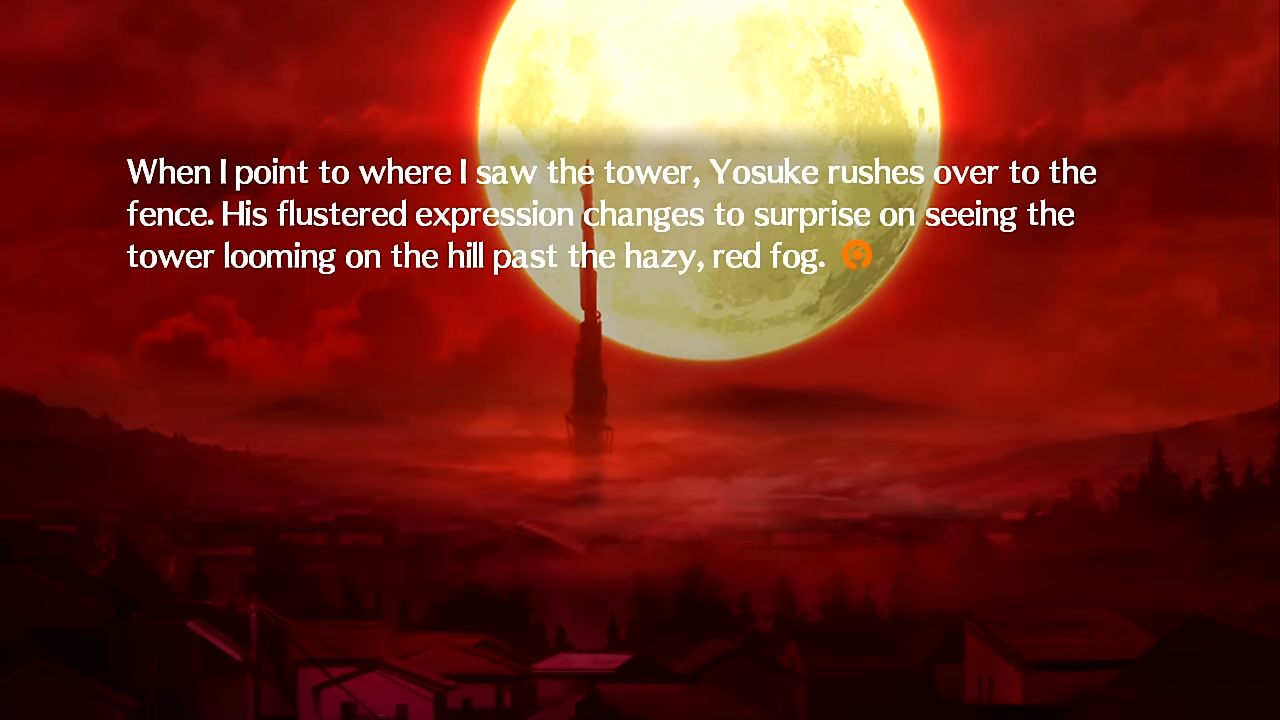 When I point to where I saw the tower, Yosuke rushes over to the
fence. His flustered expression changes to surprise on seeing the
tower looming on the hill past the hazy, red fog.